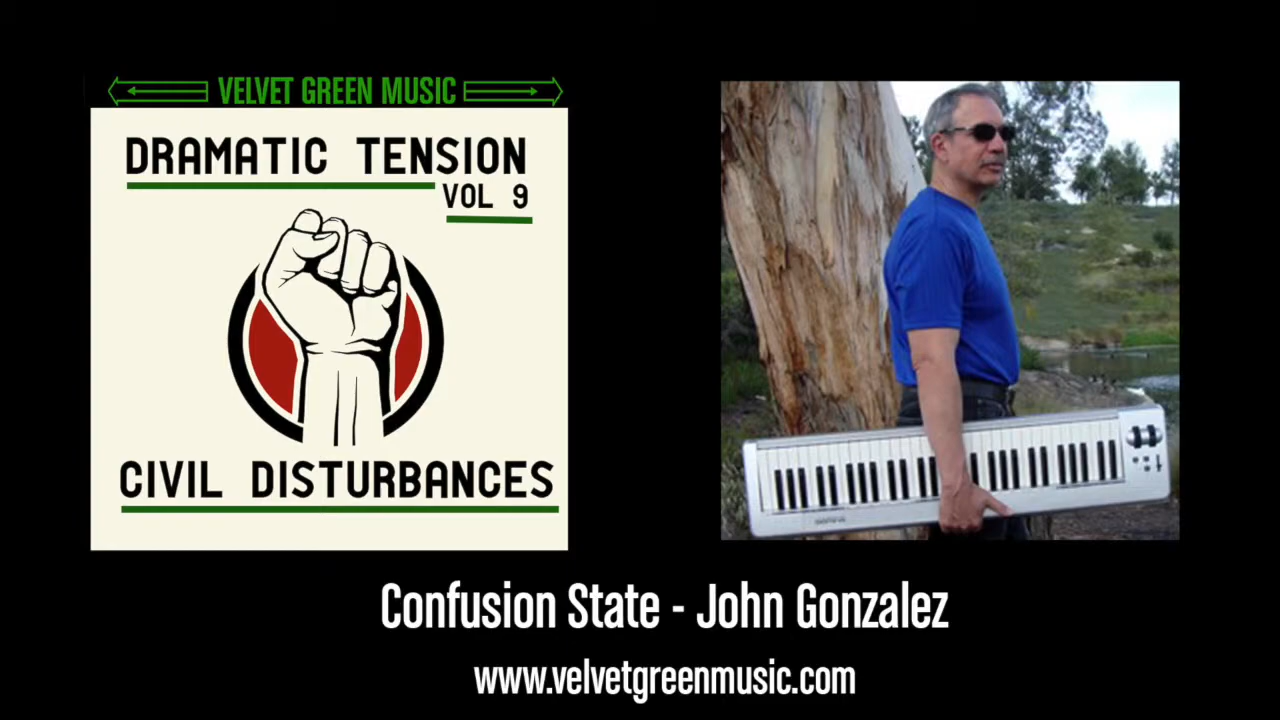 VELVET GREEN MUSIC
DRAMATIC TENSION
VOL 9
CIVIL DISTURBANCES
Confusion State - John Gonzalez
www.velvetgreenmusic.com